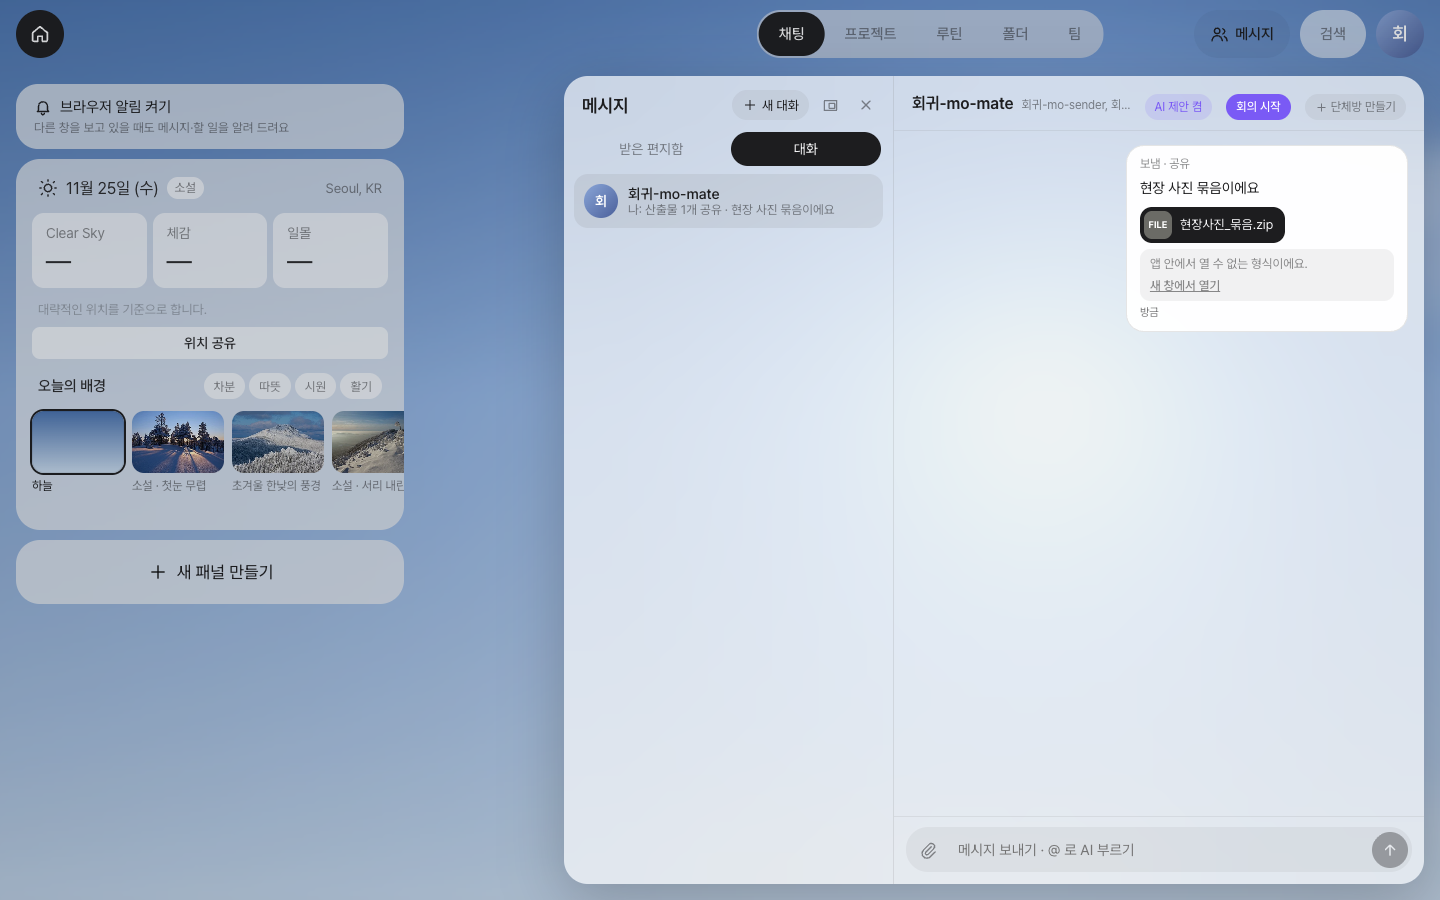 채팅
프로젝트
루틴
폴더
팀
메시지
검색
회
브라우저 알림 켜기
다른 창을 보고 있을 때도 메시지·할 일을 알려 드려요
11월 25일 (수)
소설
Seoul, KR
Clear Sky
—
체감
—
일몰
—
대략적인 위치를 기준으로 합니다.
위치 공유
오늘의 배경
차분
따뜻
시원
활기
하늘
소설 · 첫눈 무렵
초겨울 한낮의 풍경
소설 · 서리 내린
새 패널 만들기
메시지
새 대화
받은 편지함
대화
회
회귀-mo-mate
나: 산출물 1개 공유 · 현장 사진 묶음이에요
회귀-mo-mate
회귀-mo-sender, 회...
AI 제안 켬
회의 시작
단체방 만들기
보냄 · 공유
현장 사진 묶음이에요
FILE
현장사진_묶음.zip
앱 안에서 열 수 없는 형식이에요.
새 창에서 열기
방금
메시지 보내기 · @ 로 AI 부르기